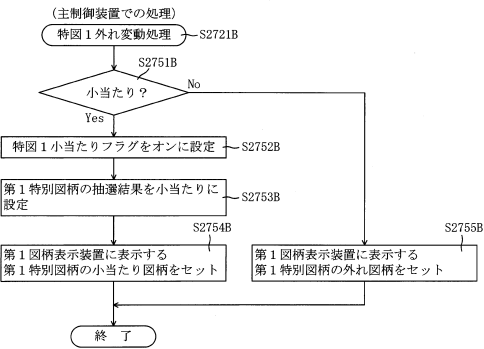 （主制御装置での処理）
特図１外れ変動処理
S2721B
S2751B
小当たり？
No
Yes
特図１小当たりフラグをオンに設定
S2752B
第１特別図柄の抽選結果を小当たりに
設定
S2753B
S2754B
第１図柄表示装置に表示する
第１特別図柄の小当たり図柄をセット
S2755B
第１図柄表示装置に表示する
第１特別図柄の外れ図柄をセット
終　了